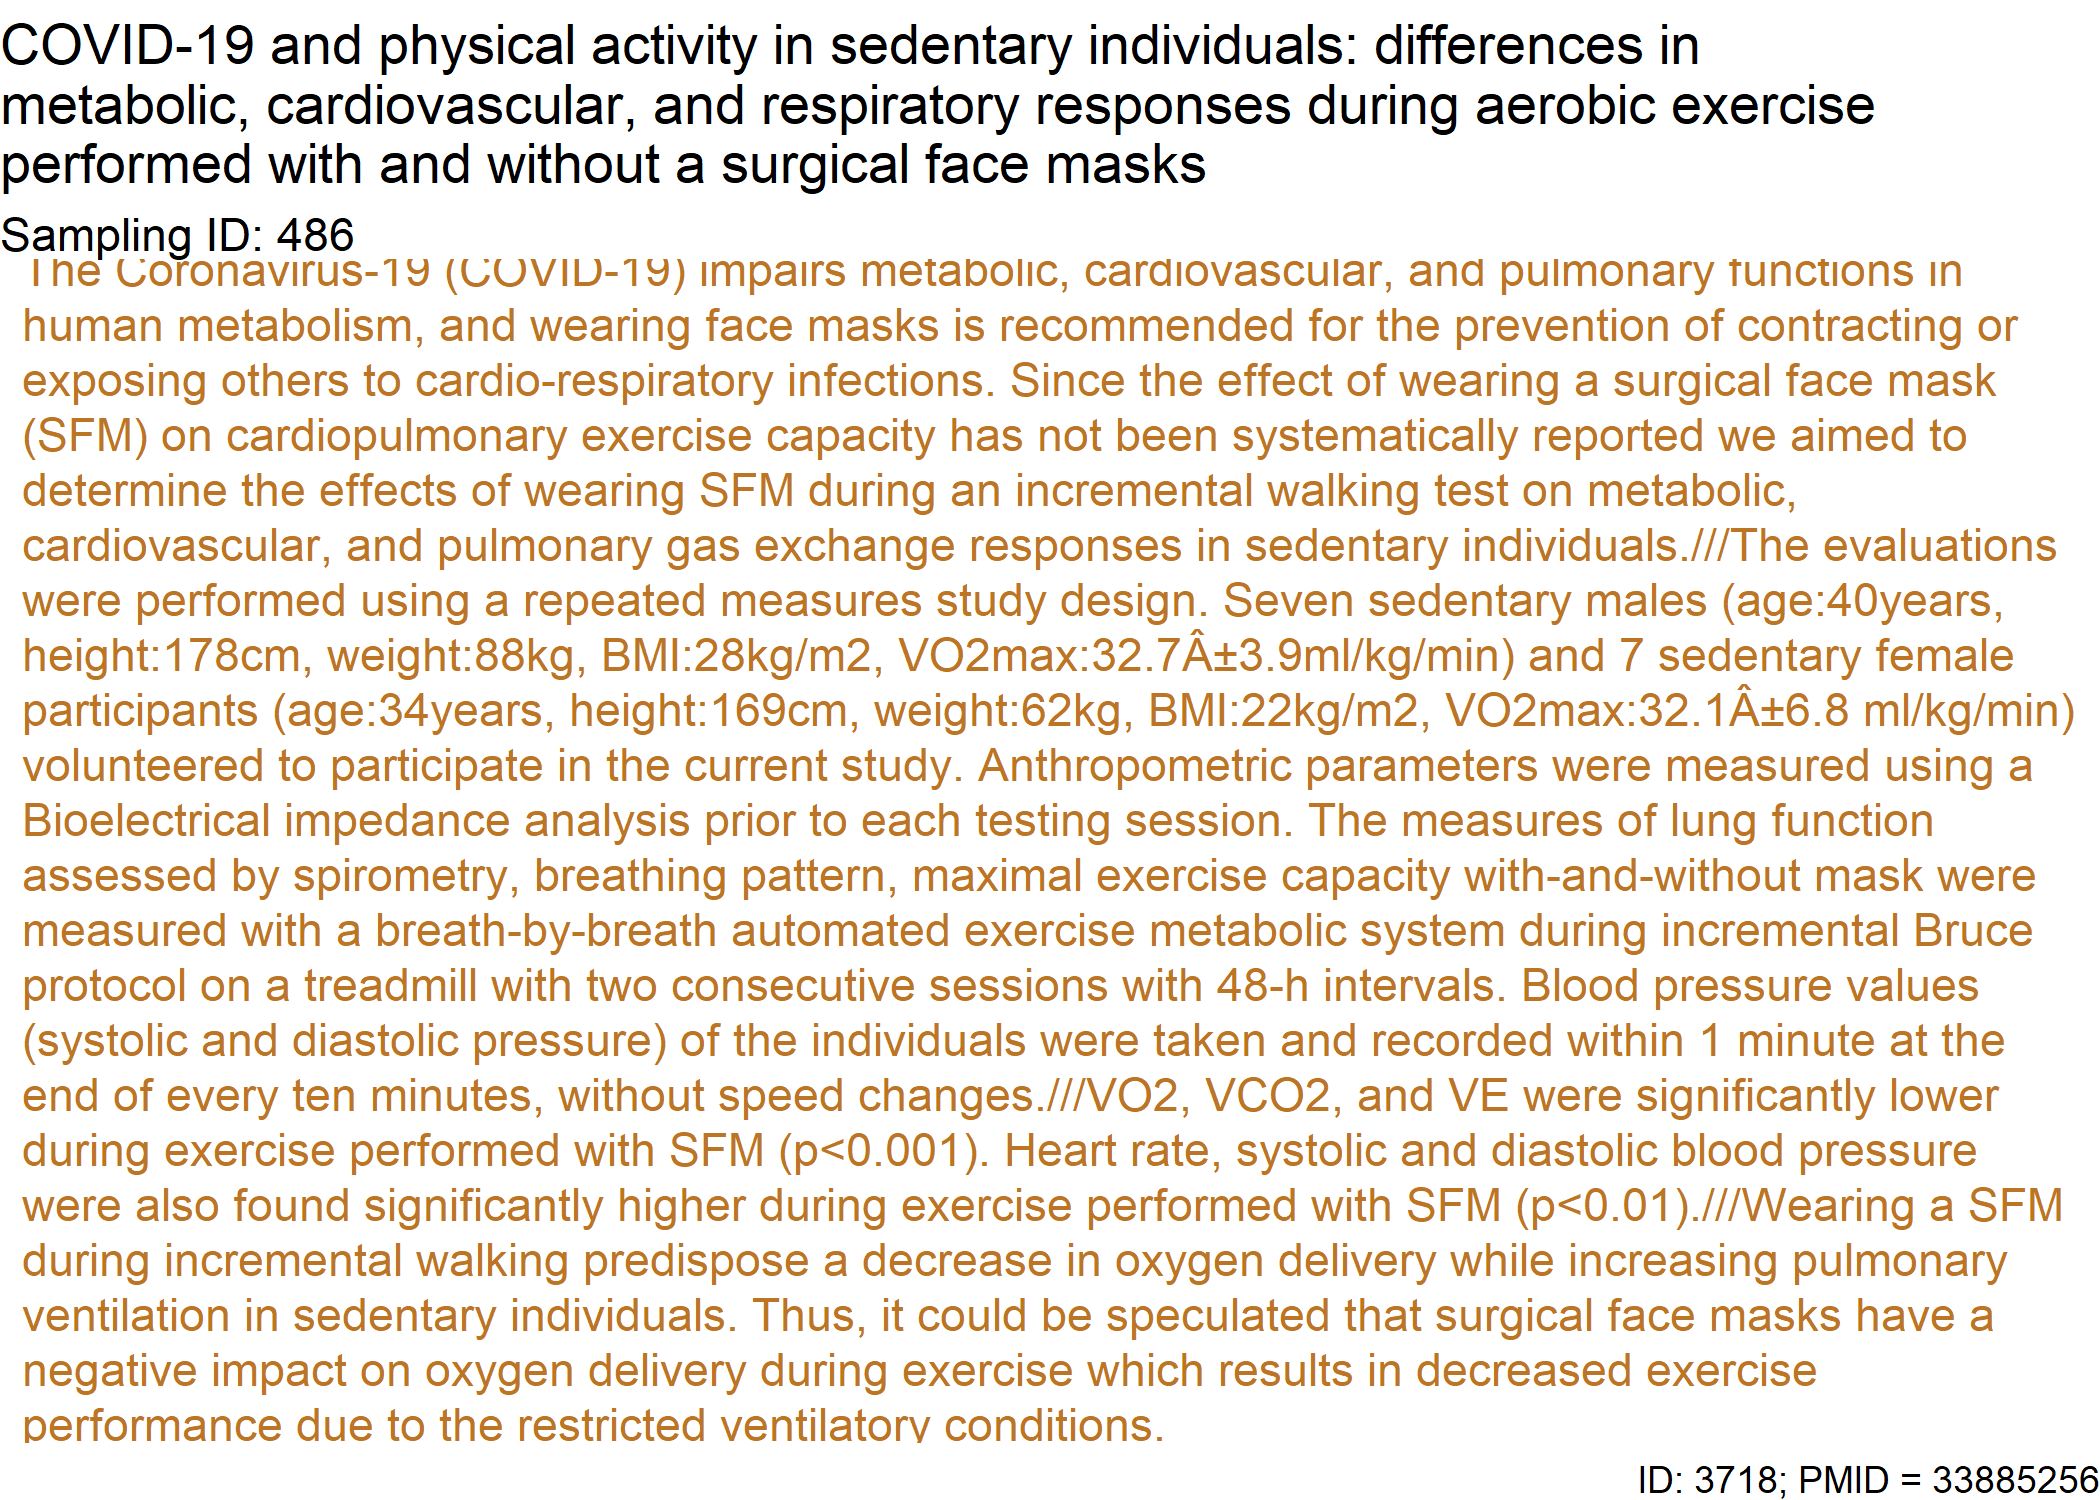 COVID-19 and physical activity in sedentary individuals: differences in
metabolic, cardiovascular, and respiratory responses during aerobic exercise
performed with and without a surgical face masks
Sampling ID: 486
The Coronavirus-19 (COVID-19) impairs metabolic, cardiovascular, and pulmonary functions in
human metabolism, and wearing face masks is recommended for the prevention of contracting or
exposing others to cardio-respiratory infections. Since the effect of wearing a surgical face mask
(SFM) on cardiopulmonary exercise capacity has not been systematically reported we aimed to
determine the effects of wearing SFM during an incremental walking test on metabolic,
cardiovascular, and pulmonary gas exchange responses in sedentary individuals.///The evaluations
were performed using a repeated measures study design. Seven sedentary males (age:40years,
height:178cm, weight:88kg, BMI:28kg/m2, VO2max:32.7Â±3.9ml/kg/min) and 7 sedentary female
participants (age:34years, height:169cm, weight:62kg, BMI:22kg/m2, VO2max:32.1Â±6.8 ml/kg/min)
volunteered to participate in the current study. Anthropometric parameters were measured using a
Bioelectrical impedance analysis prior to each testing session. The measures of lung function
assessed by spirometry, breathing pattern, maximal exercise capacity with-and-without mask were
measured with a breath-by-breath automated exercise metabolic system during incremental Bruce
protocol on a treadmill with two consecutive sessions with 48-h intervals. Blood pressure values
(systolic and diastolic pressure) of the individuals were taken and recorded within 1 minute at the
end of every ten minutes, without speed changes.///VO2, VCO2, and VE were significantly lower
during exercise performed with SFM (p<0.001). Heart rate, systolic and diastolic blood pressure
were also found significantly higher during exercise performed with SFM (p<0.01).///Wearing a SFM
during incremental walking predispose a decrease in oxygen delivery while increasing pulmonary
ventilation in sedentary individuals. Thus, it could be speculated that surgical face masks have a
negative impact on oxygen delivery during exercise which results in decreased exercise
performance due to the restricted ventilatory conditions.
ID: 3718; PMID = 33885256